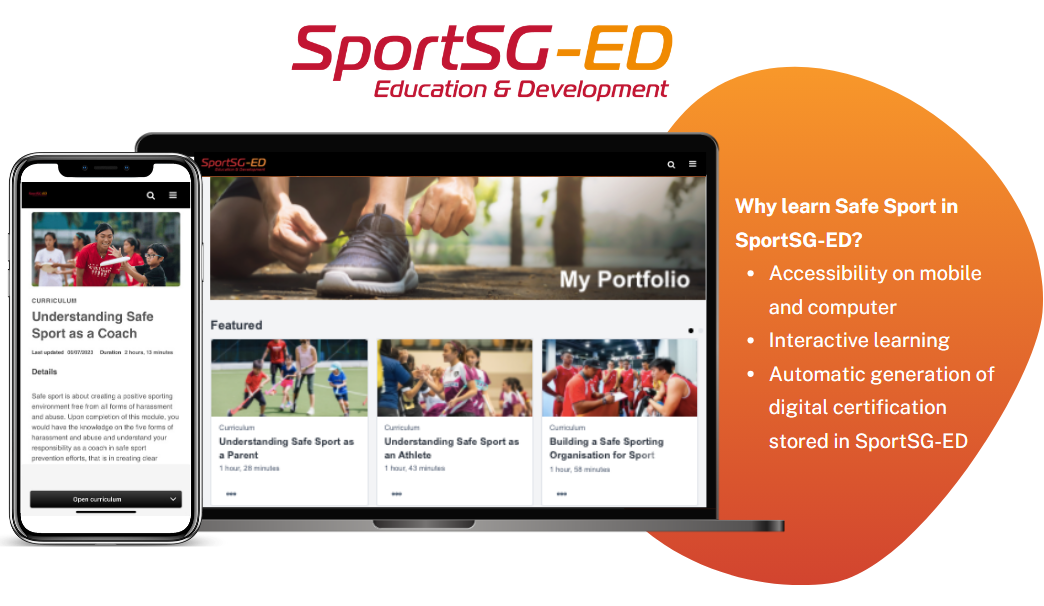 SportSG-ED
Education & Development
SportSG-ED
Education & Development
My Portfolio
Featured
Curriculum
Understanding Safe Sport as
a Parent
1 hour, 28 minutes
Curriculum
Understanding Safe Sport as
an Athlete
1 hour, 43 minutes
Curriculum
Building a Safe Sporting
Organisation for Sport
1 hour, 58 minutes
CURRICULUM
Understanding Safe
Sport as a Coach
Last updated 05/07/2023 Duration 2 hours, 13 minutes
Details
Safe sport is about creating a positive sporting
environment free from all forms of harassment
and abuse. Upon completion of this module, you
would have the knowledge on the five forms of
harassment and abuse and understand your
responsibility as a coach in safe sport
prevention efforts, that is in creating clear
Open curriculum
Why learn Safe Sport in
SportSG-ED?
• Accessibility on mobile
and computer
• Interactive learning
• Automatic generation of
digital certification
stored in SportSG-ED